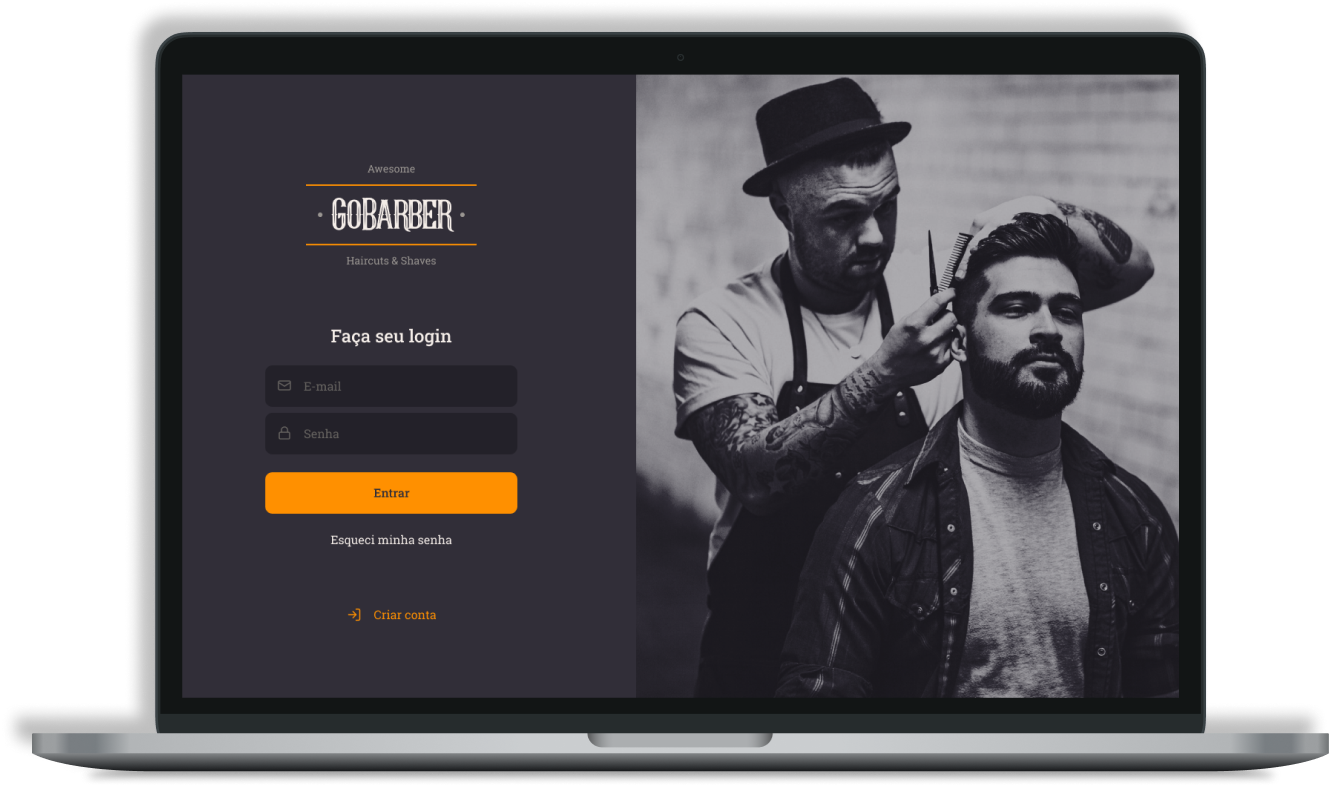 Awesome
GOBARBER
Haircuts & Shaves
Faça seu login
E-mail
Senha
Entrar
Esqueci minha senha
Criar conta